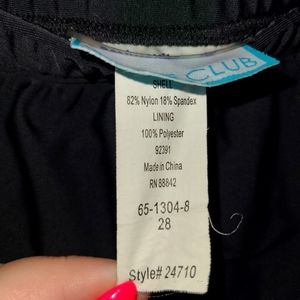 CLUB
SHELL
82% Nylon 18% Spandex
LINING
100% Polyester
92391
Made in China
RN 88842
65-1304-8
28
Style# 24710